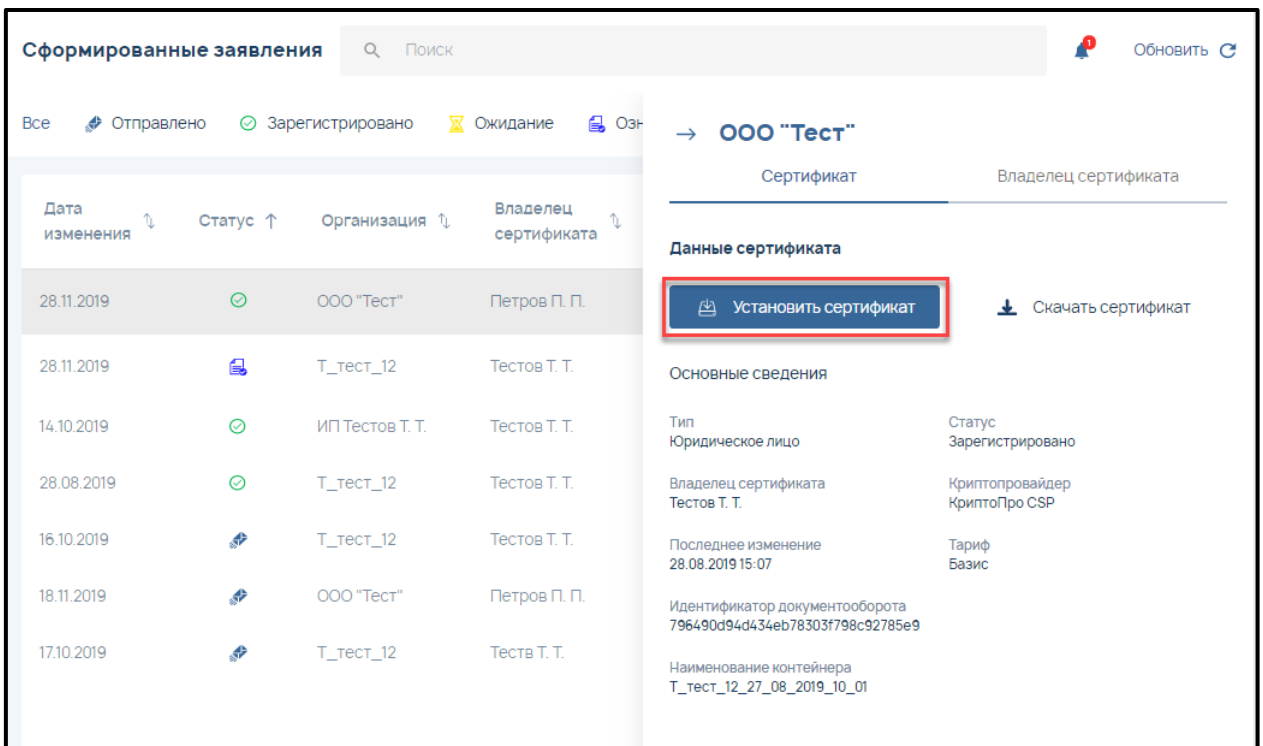 Сформированные заявления
Поиск
1
Обновить
Все
Отправлено
Зарегистрировано
Ожидание
Озн
Дата
изменения
Статус
Организация
Владелец
сертификата
28.11.2019
ООО "Тест"
Петров П. П.
28.11.2019
Т_тест_12
Тестов Т. Т.
14.10.2019
ИП Тестов Т. Т.
Тестов Т. Т.
28.08.2019
Т_тест_12
Тестов Т. Т.
16.10.2019
Т_тест_12
Тестов Т. Т.
18.11.2019
ООО "Тест"
Петров П. П.
17.10.2019
Т_тест_12
Теств Т. Т.
ООО "Тест"
Сертификат
Владелец сертификата
Данные сертификата
Установить сертификат
Скачать сертификат
Основные сведения
Тип
Юридическое лицо
Статус
Зарегистрировано
Владелец сертификата
Тестов Т. Т.
Криптопровайдер
КриптоПро CSP
Последнее изменение
28.08.2019 15:07
Тариф
Базис
Идентификатор документооборота
796490d94d434eb78303f798c92785e9
Наименование контейнера
Т_тест_12_27_08_2019_10_01